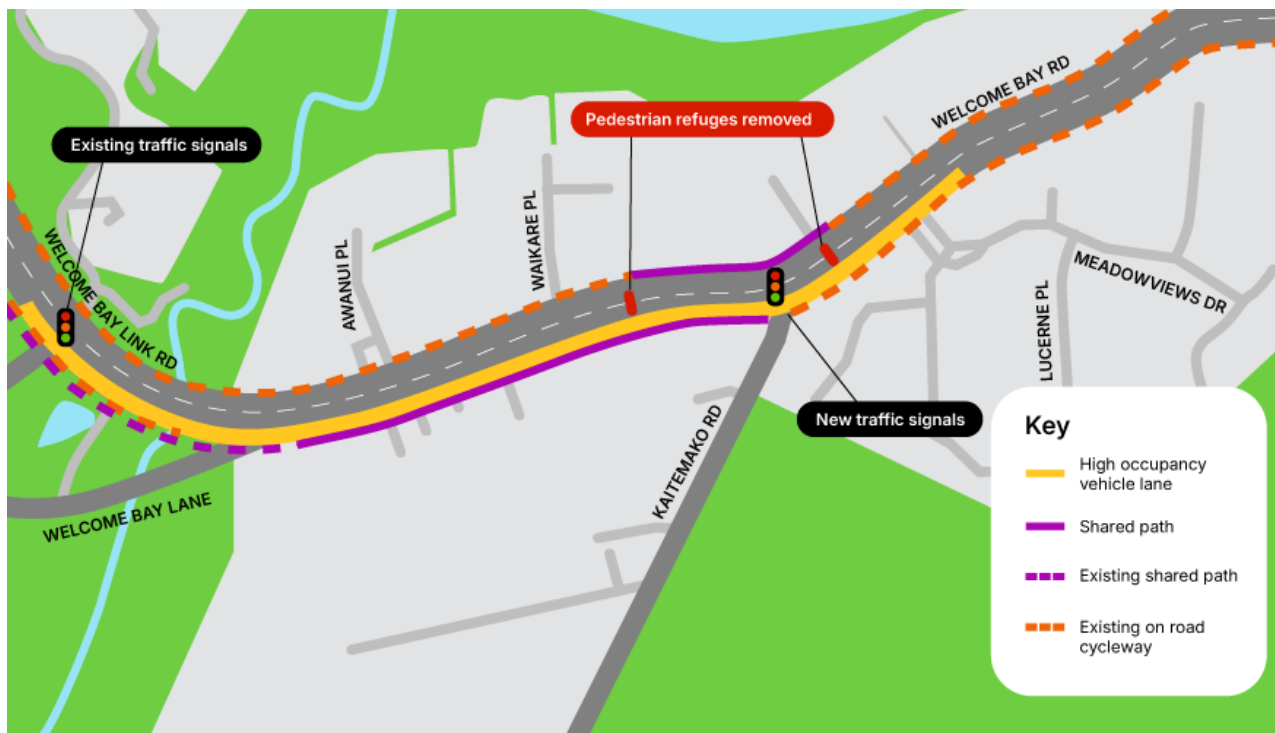 WELCOME BAY RD
Pedestrian refuges removed
Existing traffic signals
WAIKARE PL
AWANUI PL
WELCOME BAY LINK RD
MEADOWVIEWS DR
LUCERNE PL
New traffic signals
KAITEMAKO RD
WELCOME BAY LANE
Key
High occupancy
vehicle lane
Shared path
Existing shared path
Existing on road
cycleway